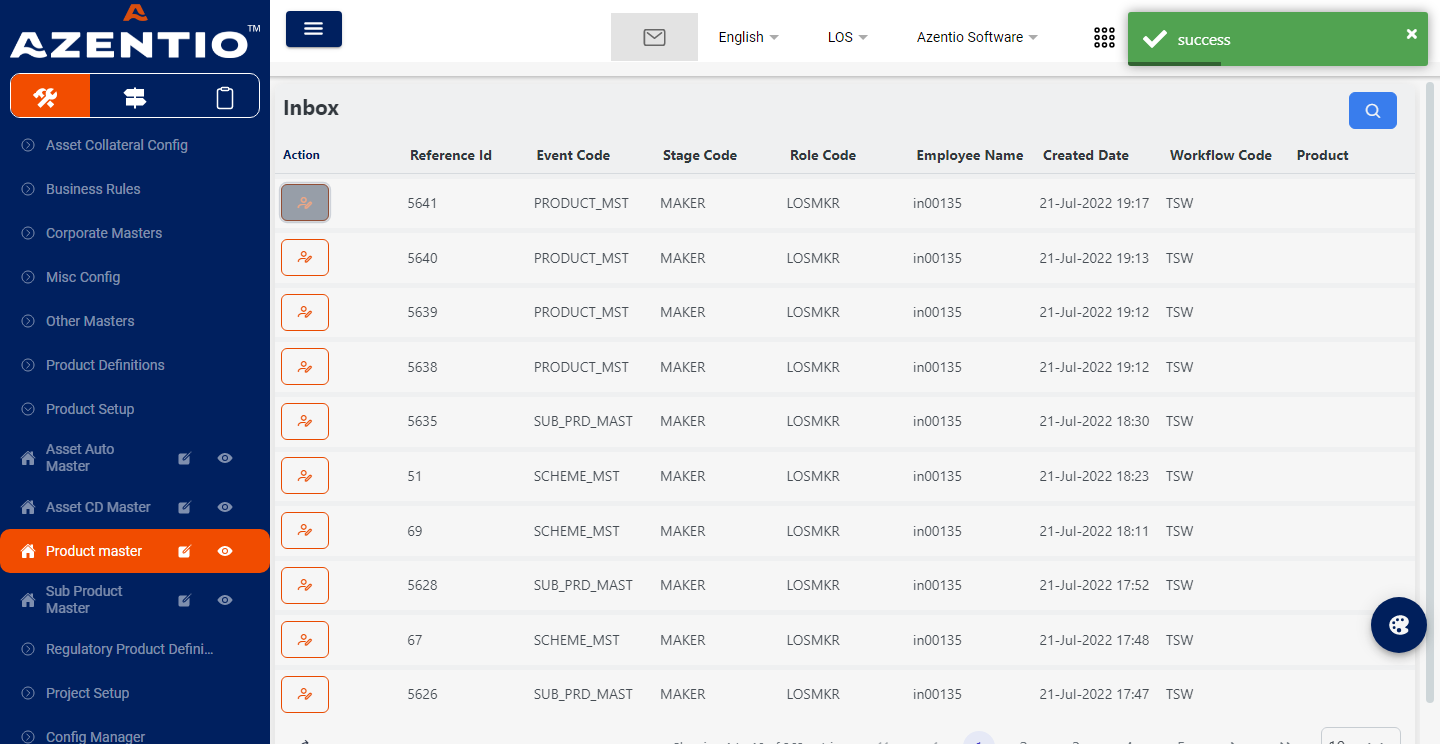 AZENTIO™
English
LOS
Azentio Software
success
Asset Collateral Config
Business Rules
Corporate Masters
Misc Config
Other Masters
Product Definitions
Product Setup
Asset Auto
Master
Asset CD Master
Product master
Sub Product
Master
Regulatory Product Defini...
Project Setup
Config Manager
Inbox
Action Reference Id Event Code Stage Code Role Code Employee Name Created Date Workflow Code Product
5641 PRODUCT_MST MAKER LOSMKR in00135 21-Jul-2022 19:17 TSW
5640 PRODUCT_MST MAKER LOSMKR in00135 21-Jul-2022 19:13 TSW
5639 PRODUCT_MST MAKER LOSMKR in00135 21-Jul-2022 19:12 TSW
5638 PRODUCT_MST MAKER LOSMKR in00135 21-Jul-2022 19:12 TSW
5635 SUB_PRD_MAST MAKER LOSMKR in00135 21-Jul-2022 18:30 TSW
51 SCHEME_MST MAKER LOSMKR in00135 21-Jul-2022 18:23 TSW
69 SCHEME_MST MAKER LOSMKR in00135 21-Jul-2022 18:11 TSW
5628 SUB_PRD_MAST MAKER LOSMKR in00135 21-Jul-2022 17:52 TSW
67 SCHEME_MST MAKER LOSMKR in00135 21-Jul-2022 17:48 TSW
5626 SUB_PRD_MAST MAKER LOSMKR in00135 21-Jul-2022 17:47 TSW